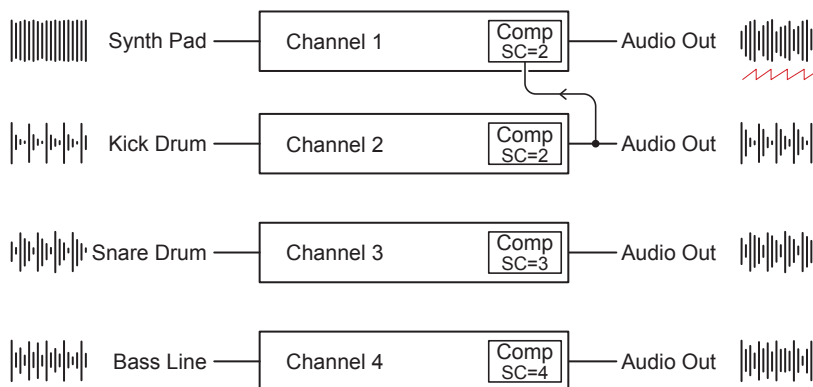 Synth Pad Channel 1 Comp Audio Out
SC=2
Kick Drum Channel 2 Comp Audio Out
SC=2
Snare Drum Channel 3 Comp Audio Out
SC=3
Bass Line Channel 4 Comp Audio Out
SC=4